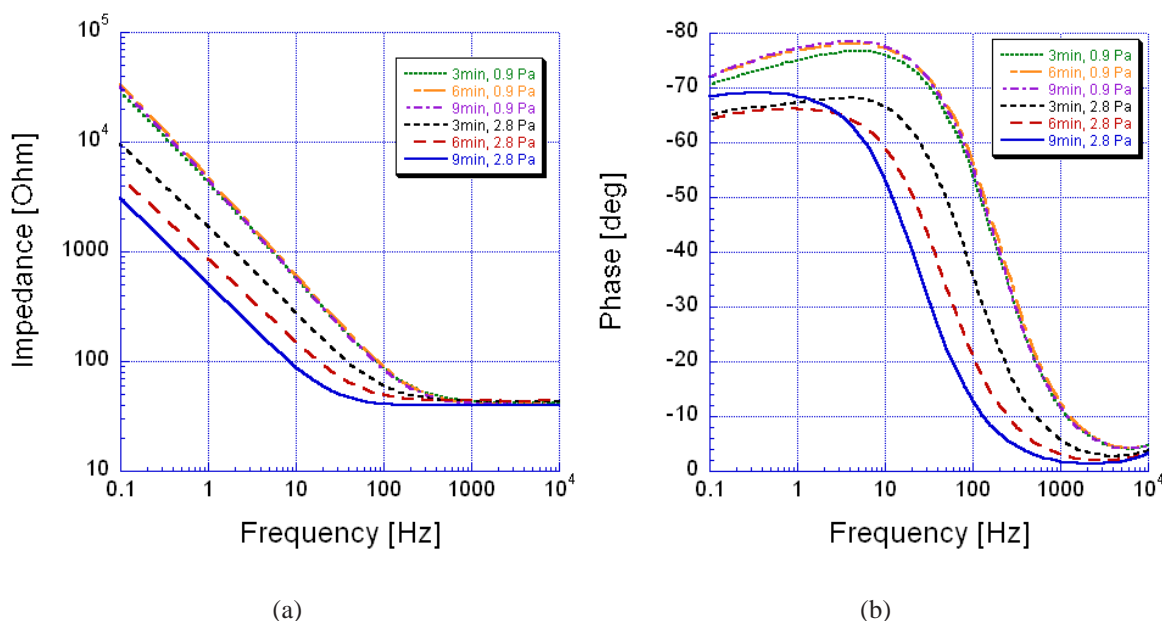 10^5
10^4
1000
100
10
Impedance [Ohm]
3min, 0.9 Pa
6min, 0.9 Pa
9min, 0.9 Pa
3min, 2.8 Pa
6min, 2.8 Pa
9min, 2.8 Pa
0.1 1 10 100 1000 10^4
Frequency [Hz]
(a)
-80
-70
-60
-50
-40
-30
-20
-10
0
Phase [deg]
3min, 0.9 Pa
6min, 0.9 Pa
9min, 0.9 Pa
3min, 2.8 Pa
6min, 2.8 Pa
9min, 2.8 Pa
0.1 1 10 100 1000 10^4
Frequency [Hz]
(b)